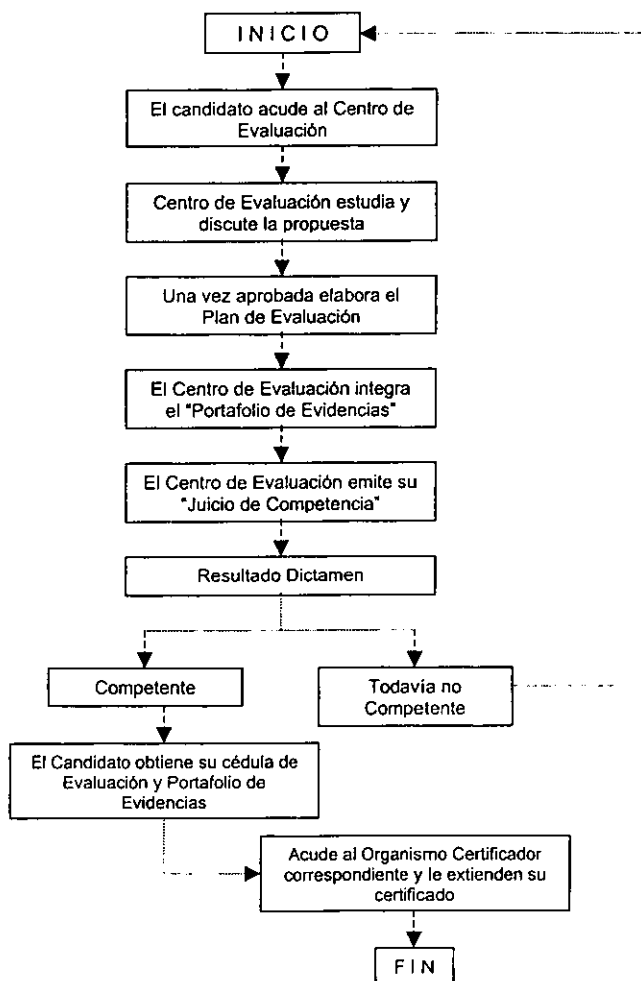 INICIO
El candidato acude al Centro de
Evaluación
Centro de Evaluación estudia y
discute la propuesta
Una vez aprobada elabora el
Plan de Evaluación
El Centro de Evaluación integra
el "Portafolio de Evidencias"
El Centro de Evaluación emite su
"Juicio de Competencia"
Resultado Dictamen
Competente
Todavía no
Competente
El Candidato obtiene su cédula de
Evaluación y Portafolio de
Evidencias
Acude al Organismo Certificador
correspondiente y le extienden su
certificado
FIN